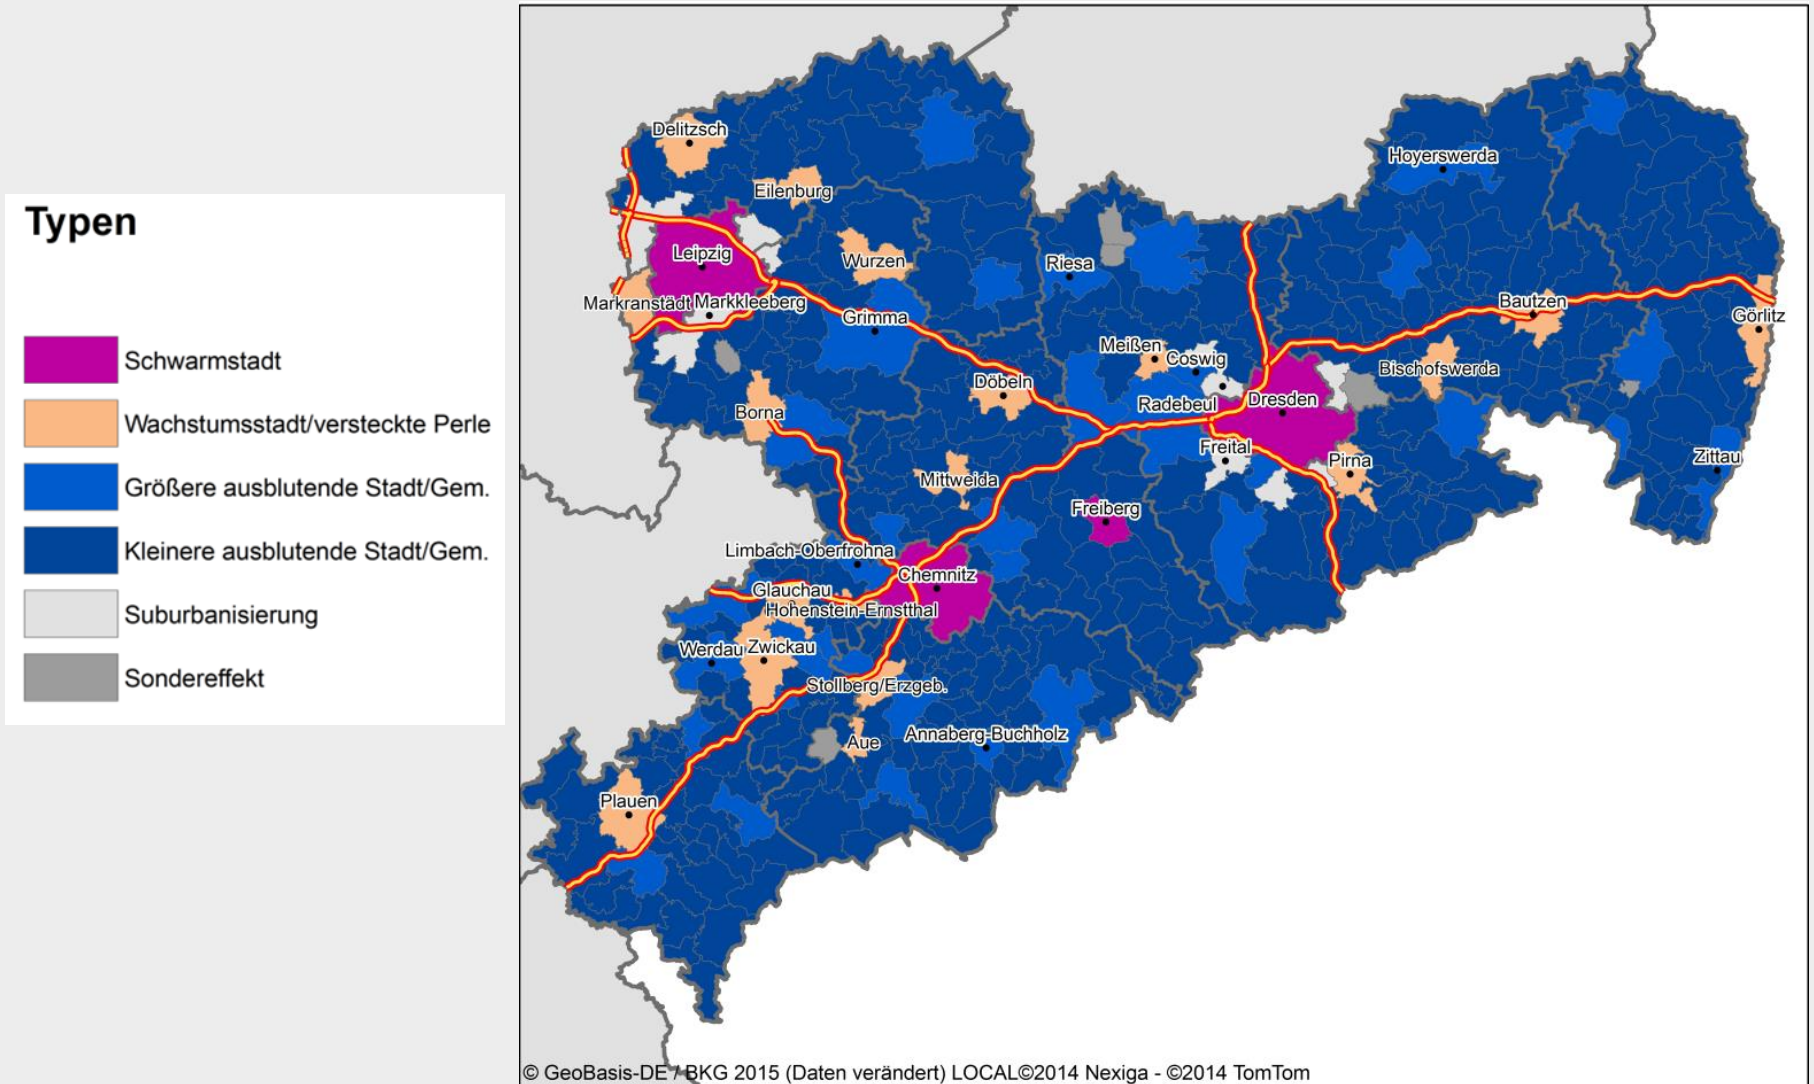 Typen
Schwarmstadt
Wachstumsstadt/versteckte Perle
Größere ausblutende Stadt/Gem.
Kleinere ausblutende Stadt/Gem.
Suburbanisierung
Sondereffekt
Delitzsch
Hoyerswerda
Eilenburg
Leipzig
Wurzen
Riesa
Markranstädt
Markkleeberg
Bautzen
Grimma
Görlitz
Meißen
Coswig
Bischofswerda
Döbeln
Dresden
Radebeul
Borna
Freital
Zittau
Pirna
Mittweida
Freiberg
Limbach-Oberfrohna
Chemnitz
Glauchau
Hohenstein-Ernstthal
Werdau
Zwickau
Stollberg/Erzgeb.
Annaberg-Buchholz
Aue
Plauen
© GeoBasis-DE / BKG 2015 (Daten verändert) LOCAL©2014 Nexiga - ©2014 TomTom